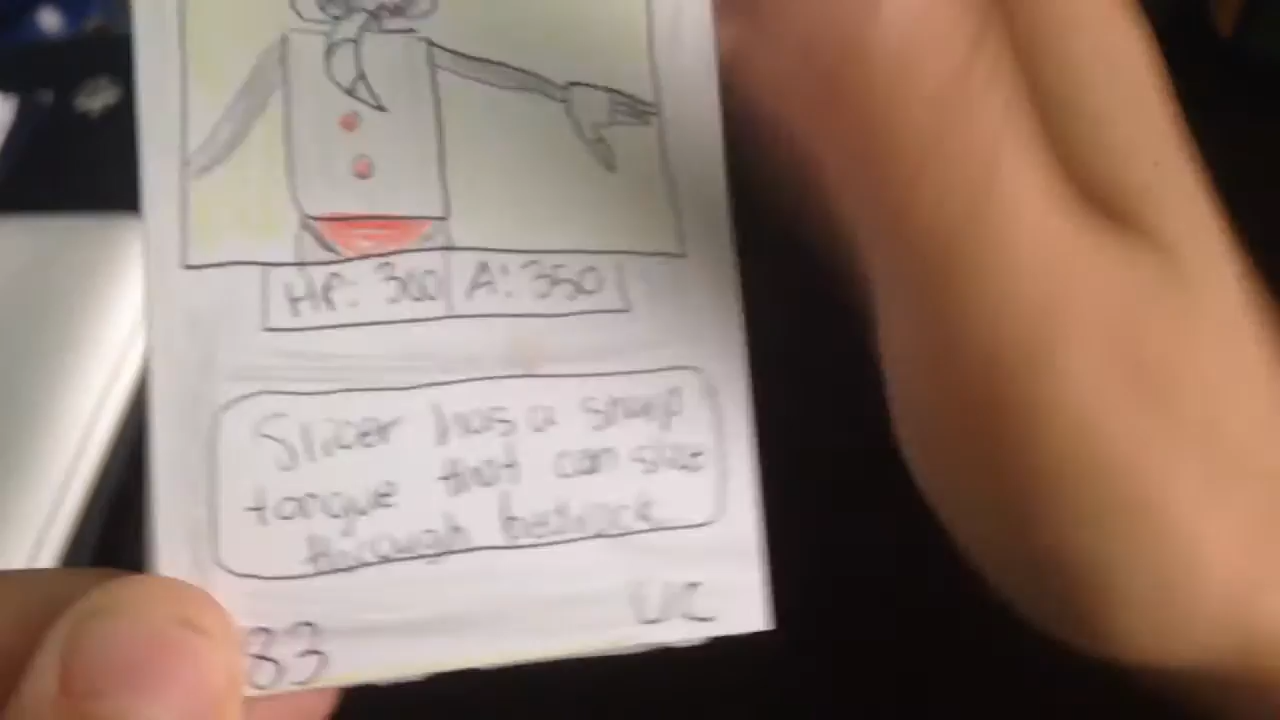 HP: 300 A: 350
Slicer has a sharp
tongue that can slice
through bedrock
UC
83